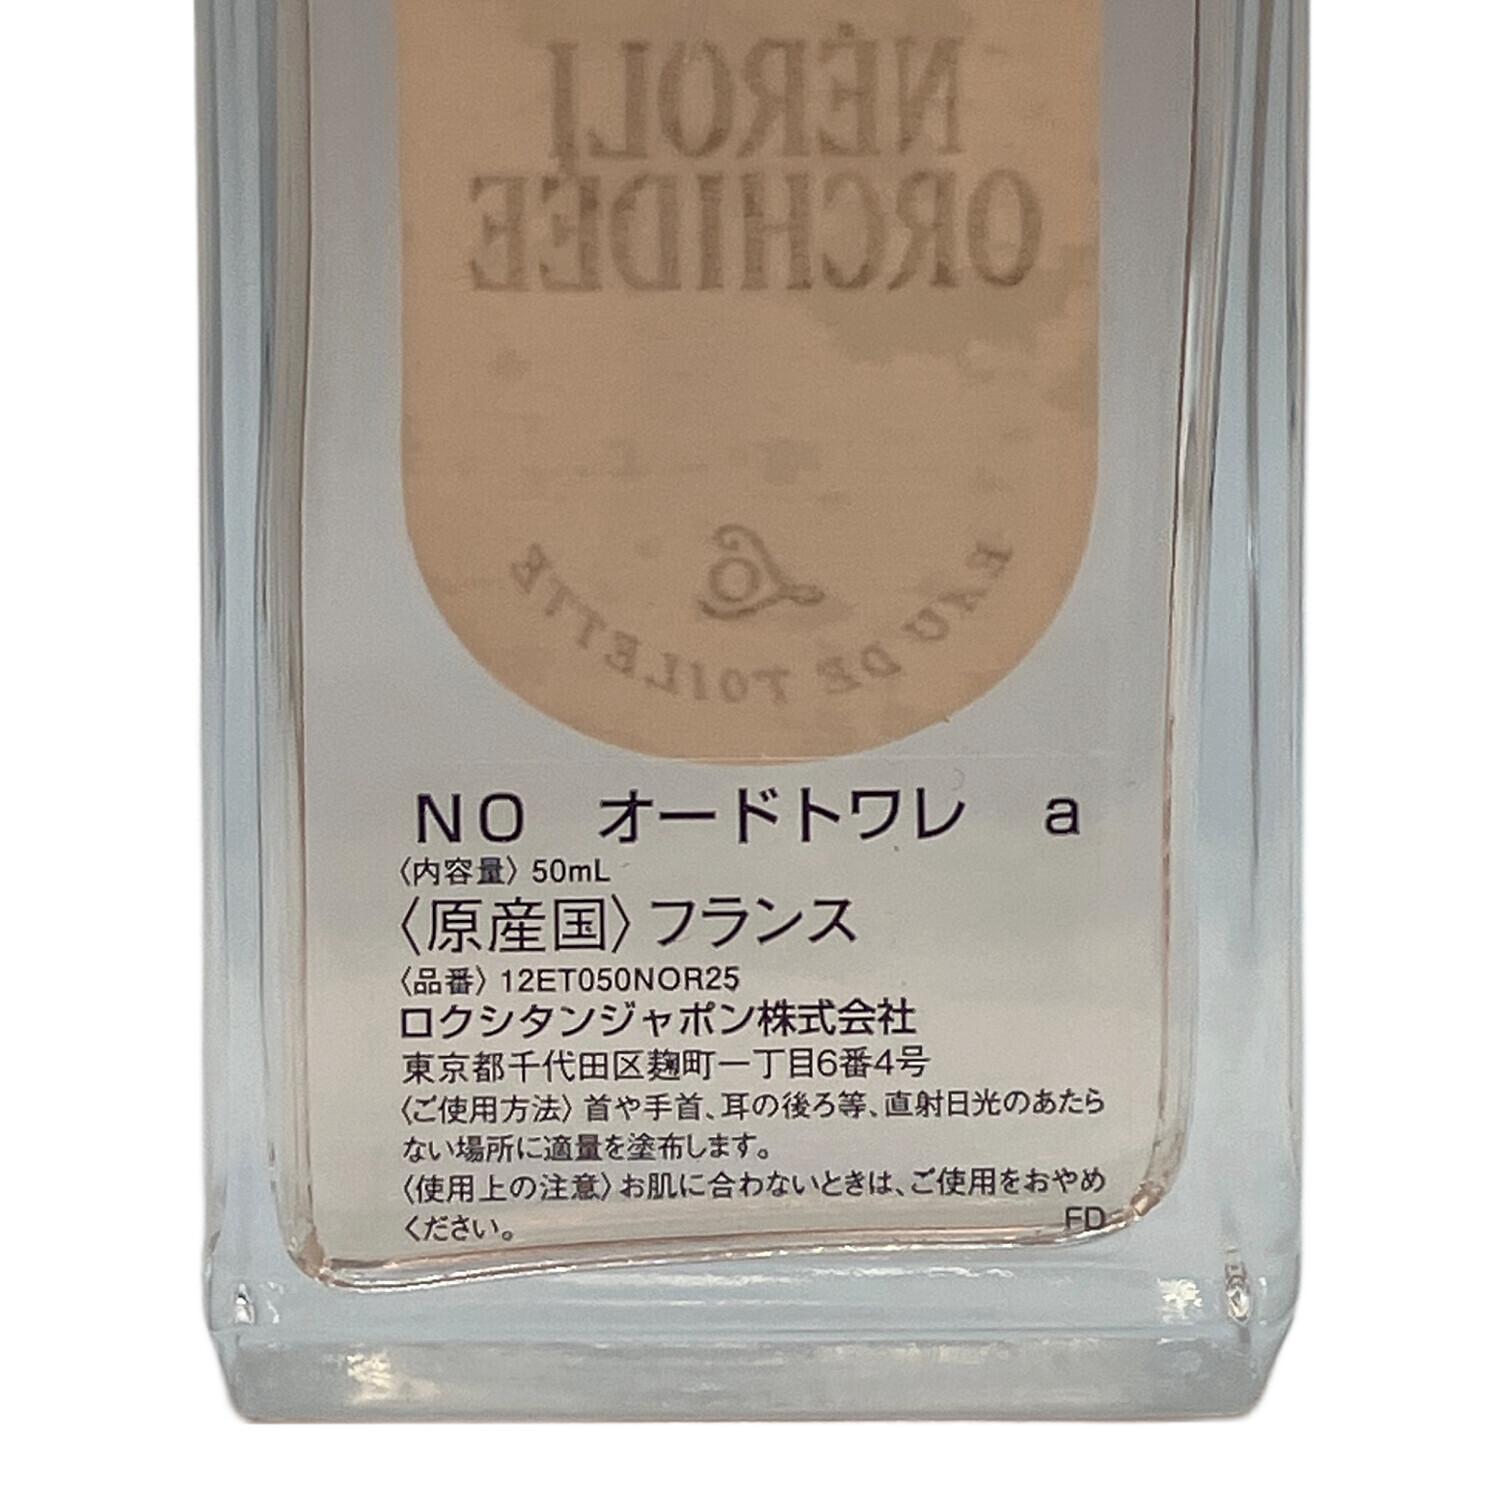 NÉROLI
ORCHIDÉE
EAU DE TOILETTE
NO　オードトワレ　a
〈内容量〉50mL
〈原産国〉フランス
〈品番〉12ET050NOR25
ロクシタンジャポン株式会社
東京都千代田区麹町一丁目6番4号
〈ご使用方法〉首や手首、耳の後ろ等、直射日光のあたら
ない場所に適量を塗布します。
〈使用上の注意〉お肌に合わないときは、ご使用をおやめ
ください。
FD